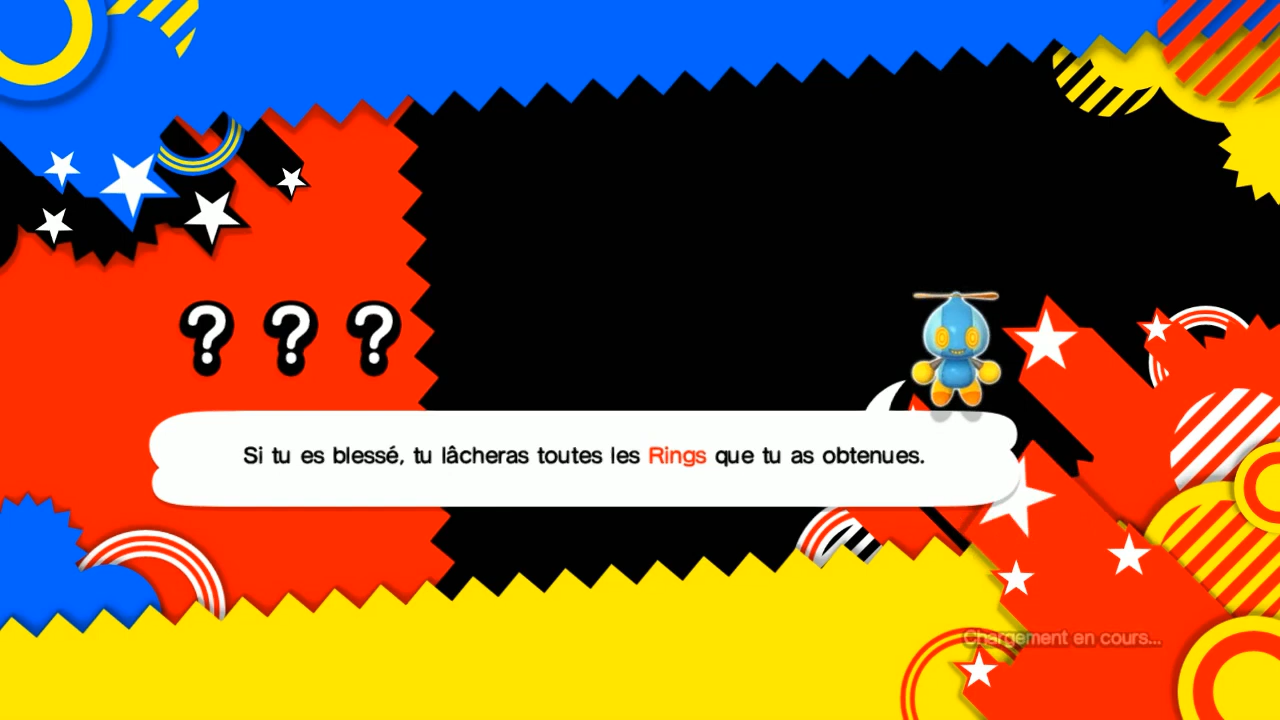 ? ? ?
Si tu es blessé, tu lâcheras toutes les Rings que tu as obtenues.
Chargement en cours...